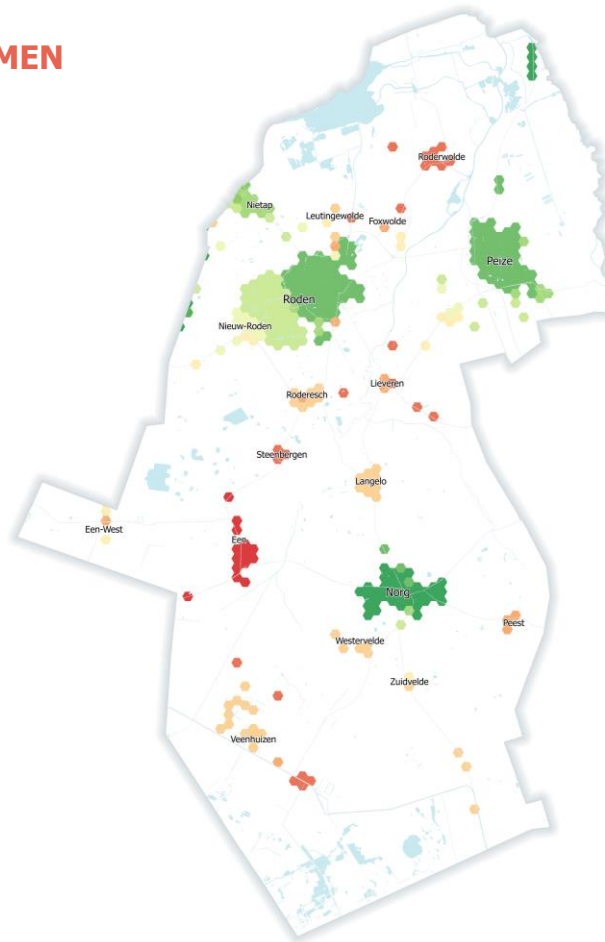 MEN
Roderwolde
Nietap
Leutingewolde
Foxwolde
Peize
Roden
Nieuw-Roden
Lieveren
Roderesch
Steenbergen
Langelo
Een-West
Een
Norg
Peest
Westervelde
Zuidvelde
Veenhuizen